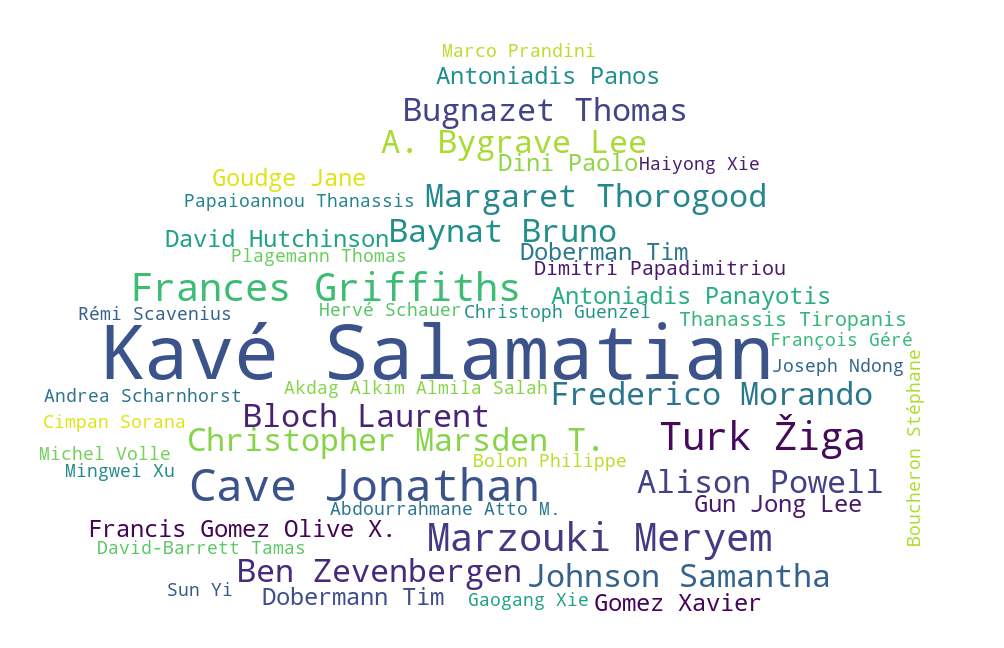 Marco Prandini
Antoniadis Panos
Bugnazet Thomas
A. Bygrave Lee
Dini Paolo
Haiyong Xie
Goudge Jane
Margaret Thorogood
Papaioannou Thanassis
Baynat Bruno
David Hutchinson
Doberman Tim
Plagemann Thomas
Dimitri Papadimitriou
Frances Griffiths
Antoniadis Panayotis
Hervé Schauer
Christoph Guenzel
Rémi Scavenius
Thanassis Tiropanis
François Géré
Kavé Salamatian
Joseph Ndong
Akdag Alkim Almila Salah
Andrea Scharnhorst
Frederico Morando
Boucheron Stéphane
Bloch Laurent
Cimpan Sorana
Turk Žiga
Christopher Marsden T.
Michel Volle
Bolon Philippe
Mingwei Xu
Cave Jonathan
Alison Powell
Gun Jong Lee
Abdourrahmane Atto M.
Francis Gomez Olive X.
Marzouki Meryem
David-Barrett Tamas
Ben Zevenbergen
Johnson Samantha
Sun Yi
Dobermann Tim
Gaogang Xie
Gomez Xavier